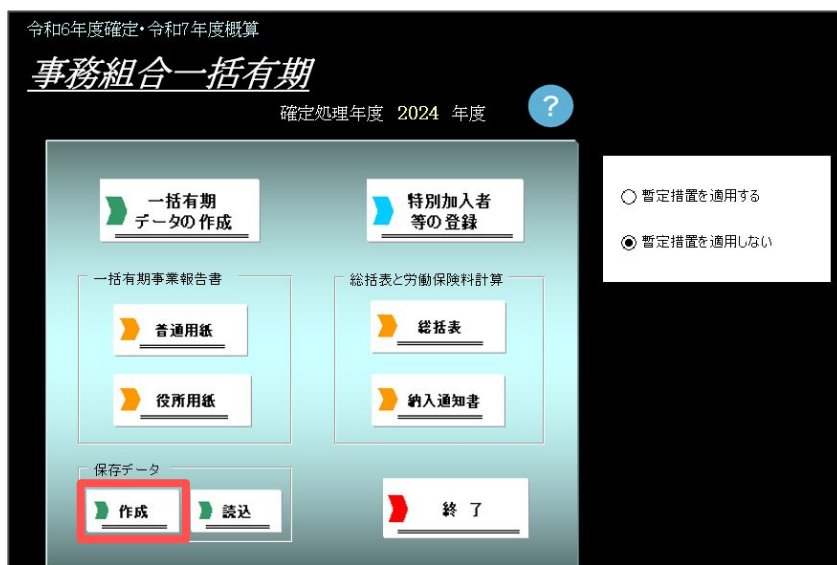 令和6年度確定・令和7年度概算
事務組合一括有期
確定処理年度 2024 年度
?
一括有期
データの作成
特別加入者
等の登録
暫定措置を適用する
暫定措置を適用しない
一括有期事業報告書
普通用紙
役所用紙
総括表と労働保険料計算
総括表
納入通知書
保存データ
作成
読込
終 了